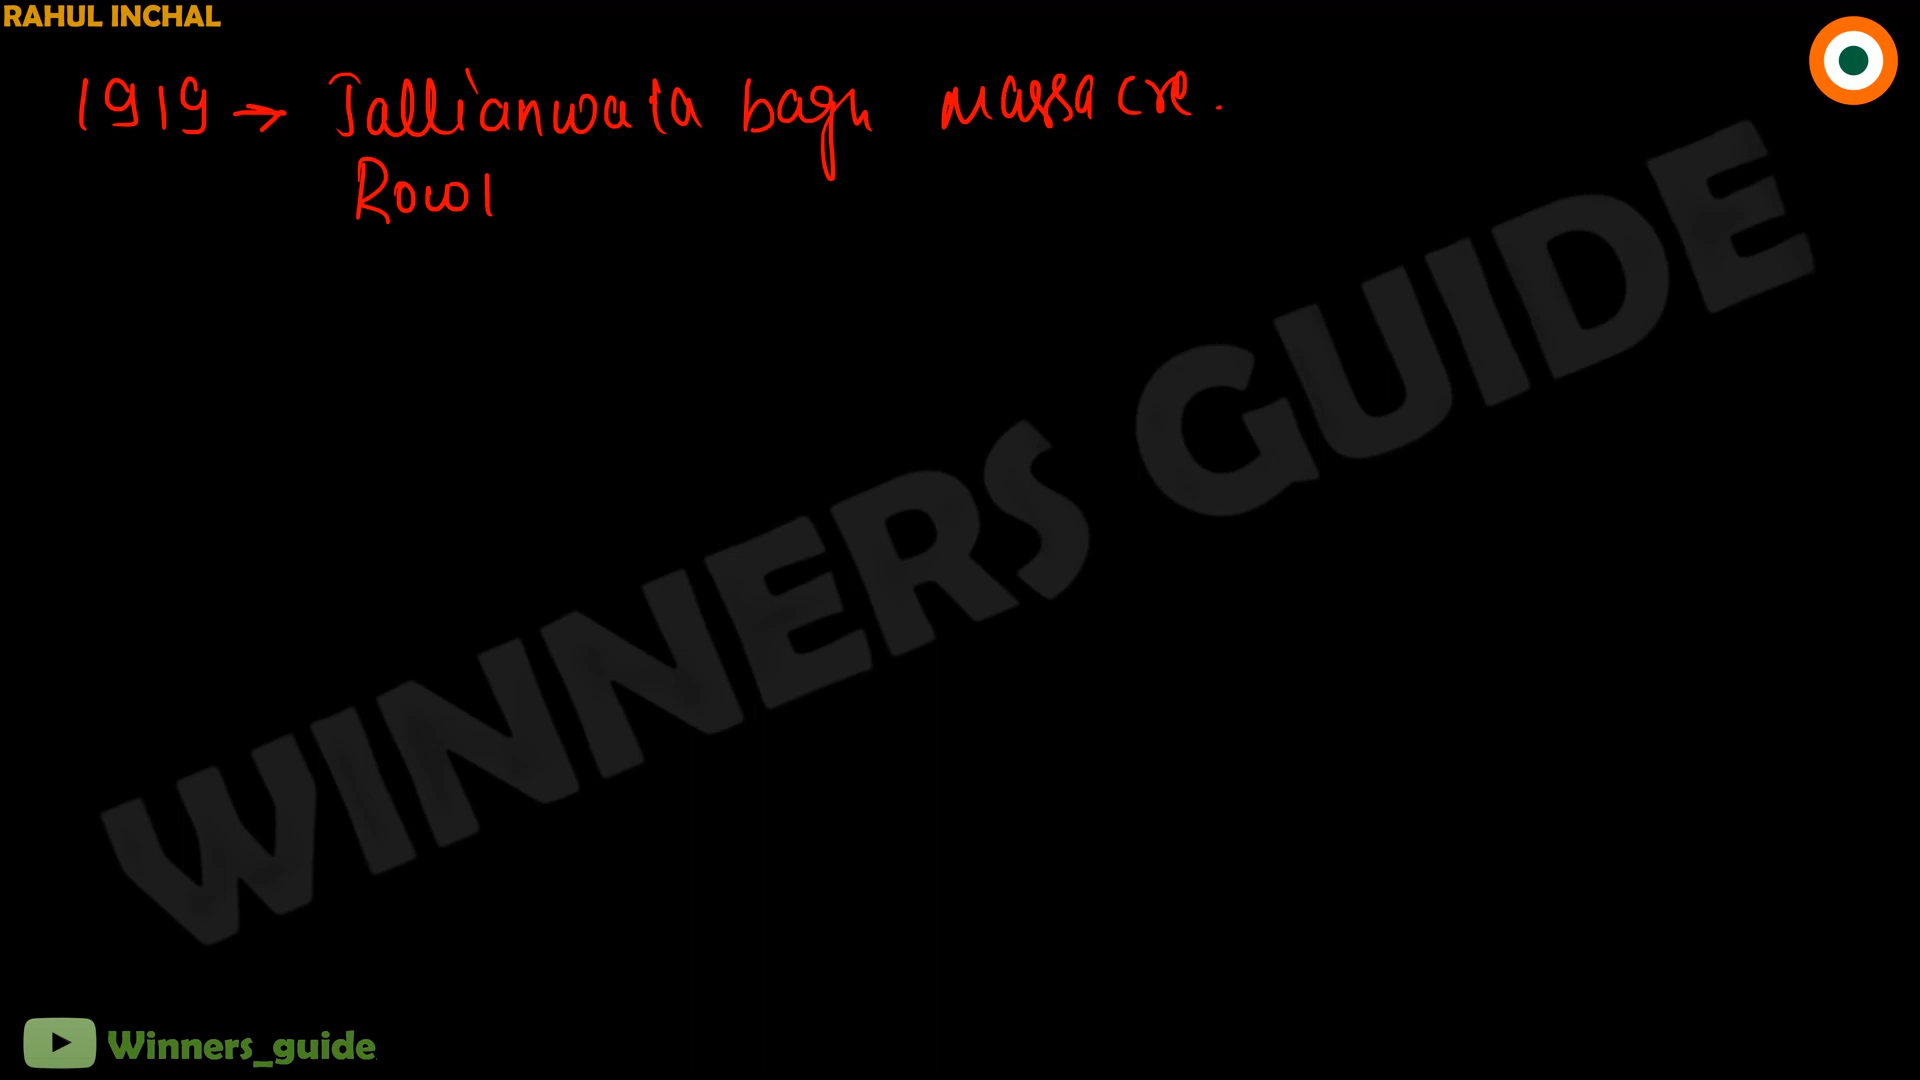 RAHUL INCHAL
1919 → Jallianwala bagh massacre.
Rowl
WINNERS GUIDE
Winners_guide